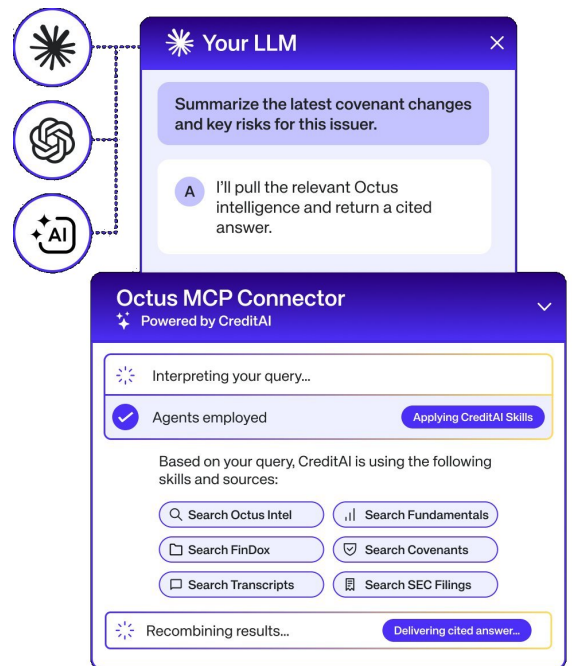 Your LLM
Summarize the latest covenant changes
and key risks for this issuer.
A
I'll pull the relevant Octus
intelligence and return a cited
answer.
AI
Octus MCP Connector
Powered by CreditAI
Interpreting your query...
Agents employed
Applying CreditAI Skills
Based on your query, CreditAI is using the following
skills and sources:
Search Octus Intel
Search Fundamentals
Search FinDox
Search Covenants
Search Transcripts
Search SEC Filings
Recombining results...
Delivering cited answer...